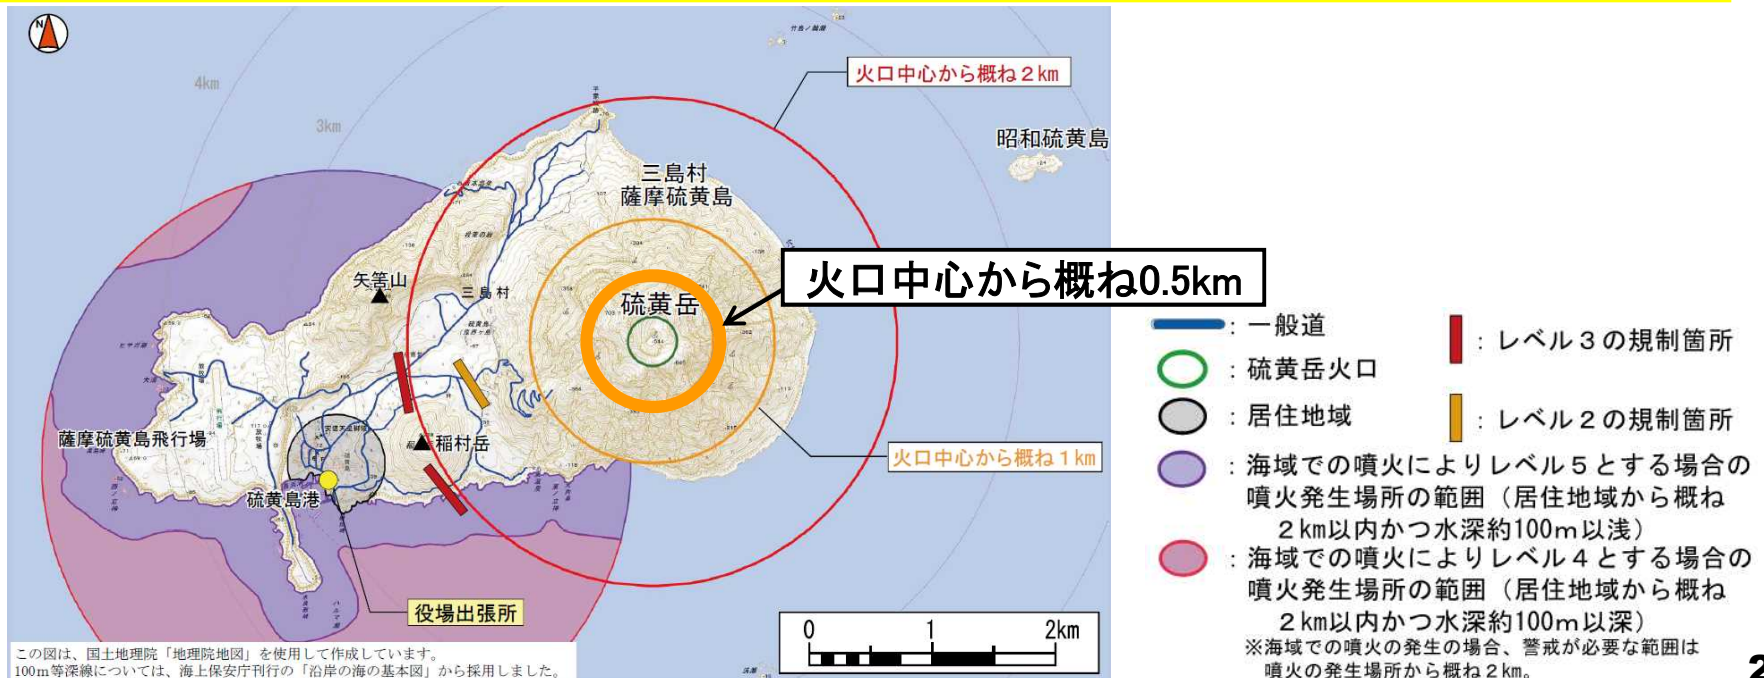 N
4km
3km
火口中心から概ね２km
昭和硫黄島
三島村
薩摩硫黄島
矢筈山
三島村
硫黄岳
火口中心から概ね0.5km
薩摩硫黄島飛行場
稲村岳
硫黄島港
火口中心から概ね１km
役場出張所
0 1 2km
この図は、国土地理院「地理院地図」を使用して作成しています。
100m等深線については、海上保安庁刊行の「沿岸の海の基本図」から採用しました。
：一般道
：硫黄岳火口
：居住地域
：レベル３の規制箇所
：レベル２の規制箇所
：海域での噴火によりレベル５とする場合の
噴火発生場所の範囲（居住地域から概ね
２km以内かつ水深約100ｍ以浅）
：海域での噴火によりレベル４とする場合の
噴火発生場所の範囲（居住地域から概ね
２km以内かつ水深約100ｍ以深）
※海域での噴火の発生の場合、警戒が必要な範囲は
噴火の発生場所から概ね２km。
2